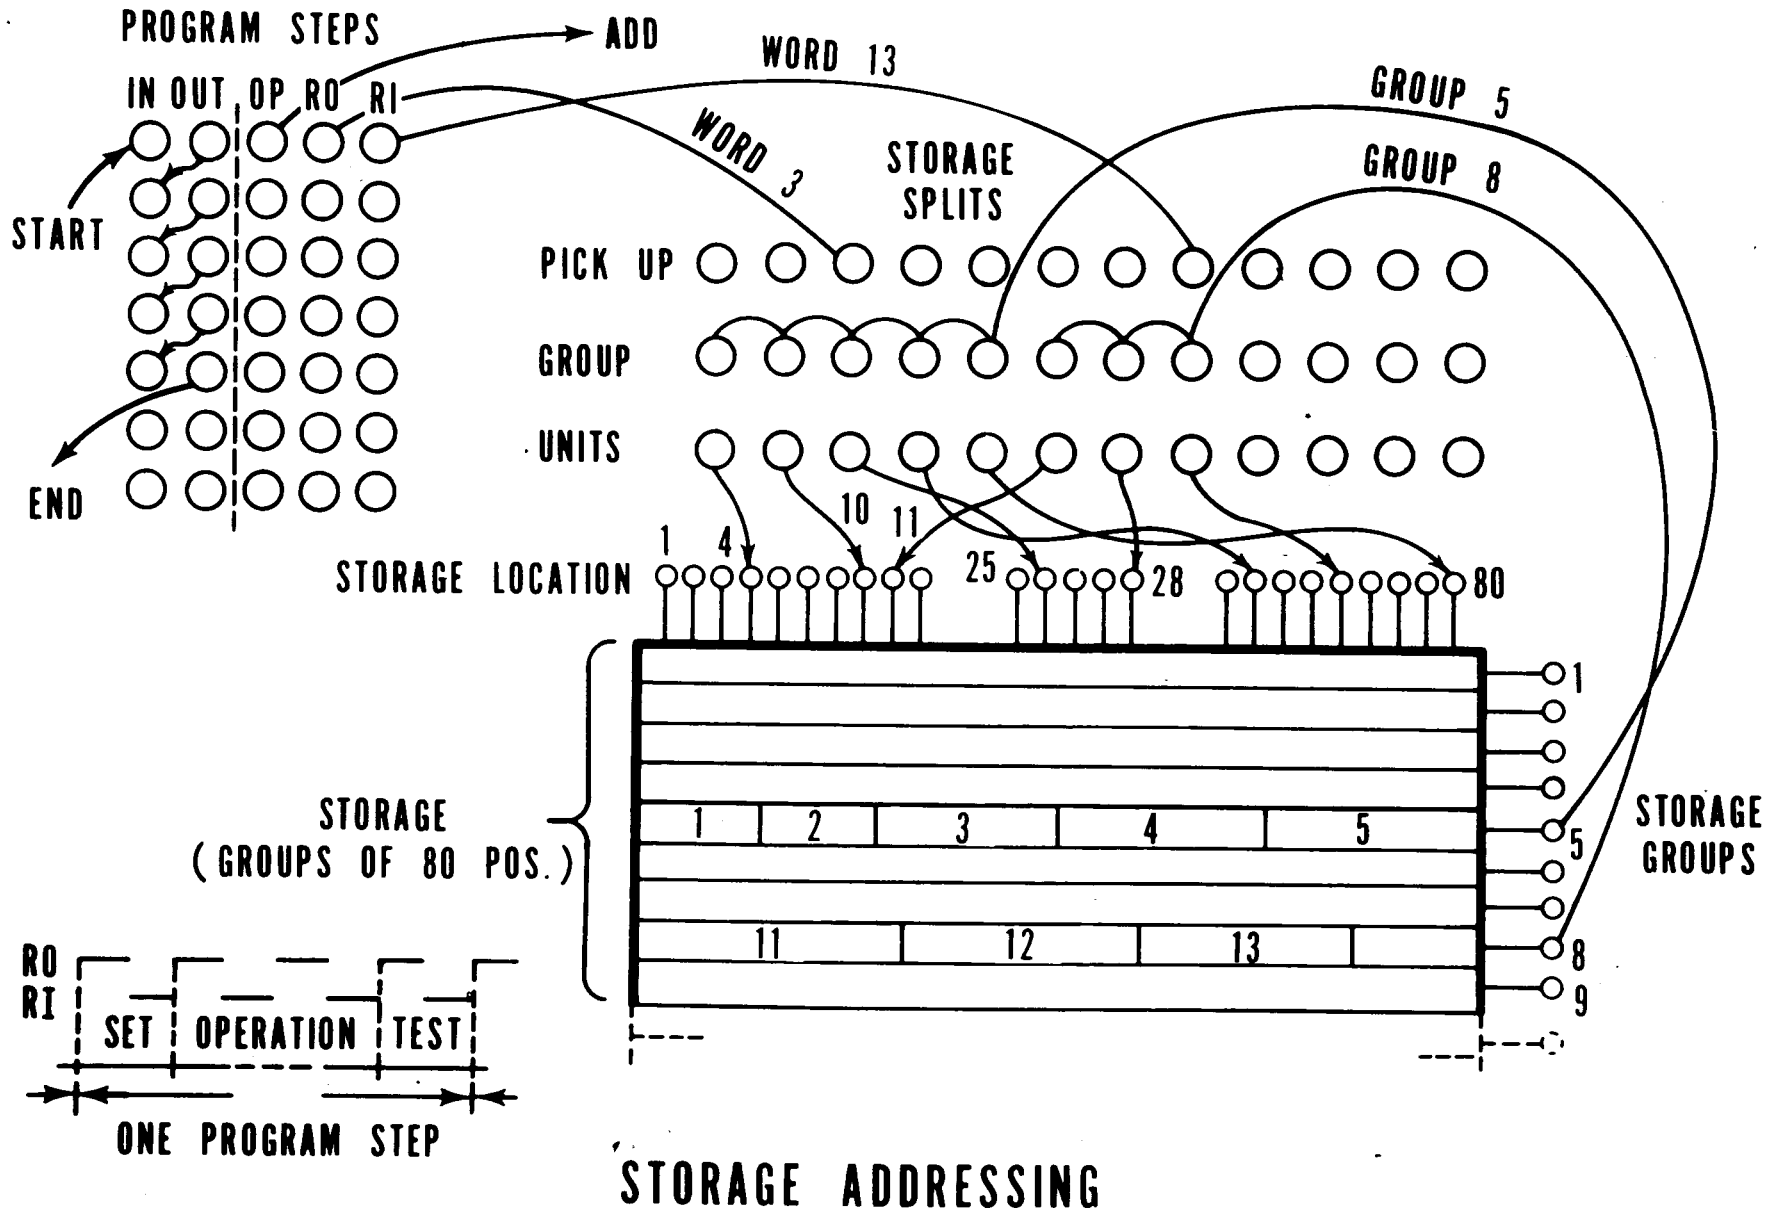 PROGRAM STEPS
ADD
IN OUT OP RO RI
START
END
WORD 13
WORD 3
GROUP 5
GROUP 8
STORAGE
SPLITS
PICK UP
GROUP
UNITS
10
11
1
4
25
28
80
STORAGE LOCATION
STORAGE
(GROUPS OF 80 POS.)
1 2 3 4 5
11 12 13
1
5
8
9
STORAGE
GROUPS
RO
RI
SET OPERATION TEST
ONE PROGRAM STEP
STORAGE ADDRESSING